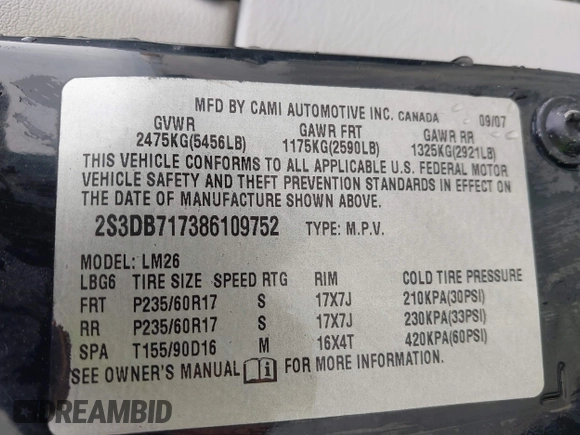 MFD BY CAMI AUTOMOTIVE INC. CANADA 09/07
GVWR GAWR FRT GAWR RR
2475KG(5456LB) 1175KG(2590LB) 1325KG(2921LB)
THIS VEHICLE CONFORMS TO ALL APPLICABLE U.S. FEDERAL MOTOR
VEHICLE SAFETY AND THEFT PREVENTION STANDARDS IN EFFECT ON
THE DATE OF MANUFACTURE SHOWN ABOVE.
2S3DB717386109752 TYPE: M.P.V.
MODEL: LM26
LBG6 TIRE SIZE SPEED RTG RIM COLD TIRE PRESSURE
FRT P235/60R17 S 17X7J 210KPA(30PSI)
RR P235/60R17 S 17X7J 230KPA(33PSI)
SPA T155/90D16 M 16X4T 420KPA(60PSI)
SEE OWNER'S MANUAL FOR MORE INFORMATION.
DREAMBID